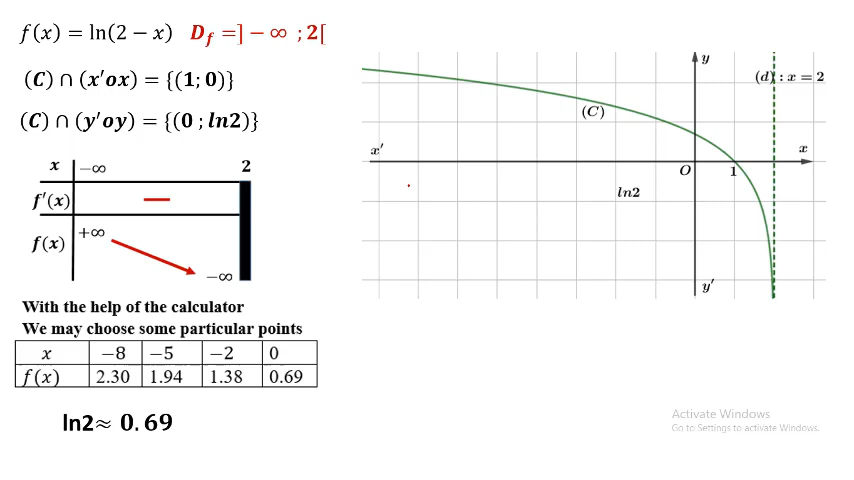 f(x) = ln(2 − x) D_f =] − ∞ ; 2[
(C) ∩ (x′ox) = {(1; 0)}
(C) ∩ (y′oy) = {(0 ; ln2)}
x −∞ 2
f′(x) —
f(x) +∞
−∞
With the help of the calculator
We may choose some particular points
x −8 −5 −2 0
f(x) 2.30 1.94 1.38 0.69
ln2≈ 0.69
y
(d) : x = 2
(C)
x′ x
O 1
ln2
y′
Activate Windows
Go to Settings to activate Windows.